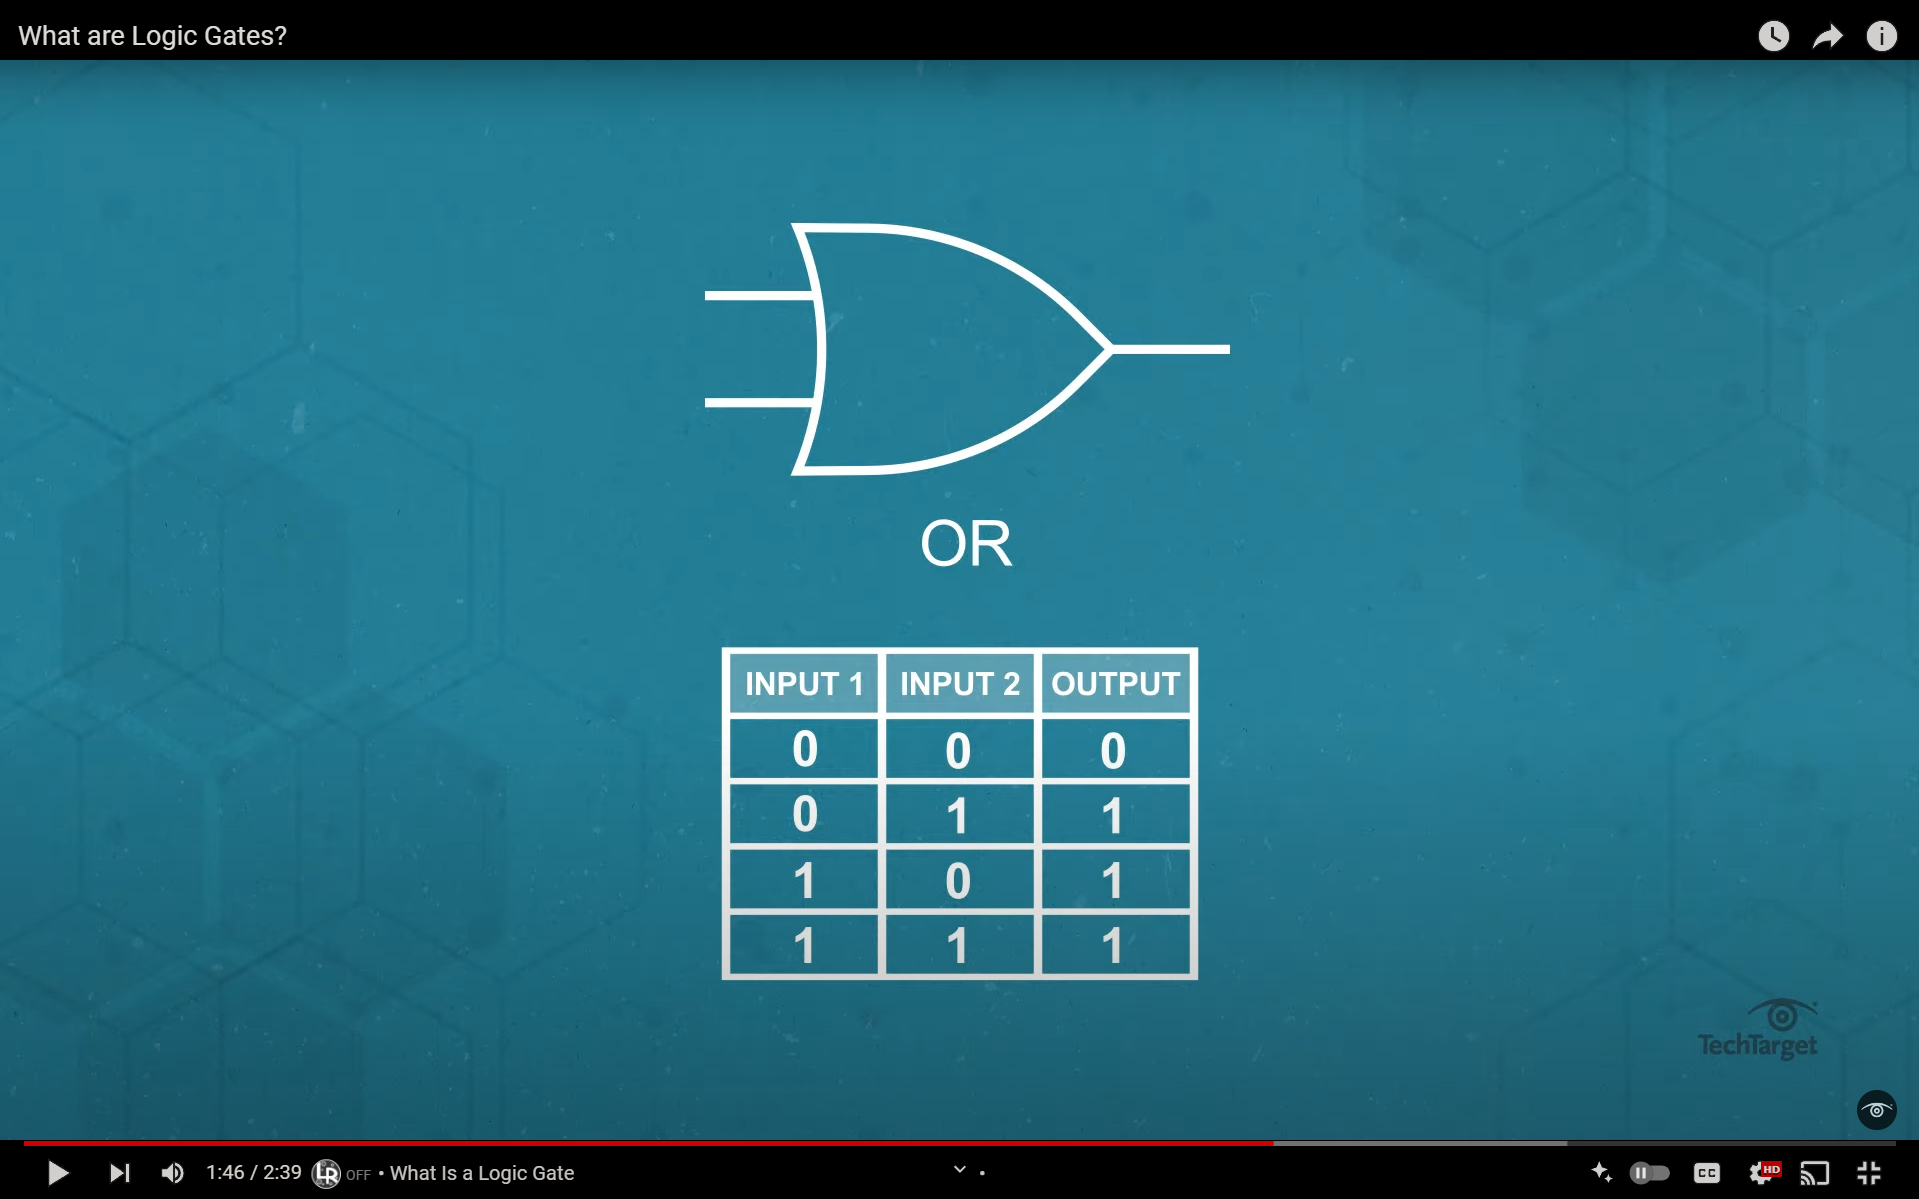 What are Logic Gates?
OR
INPUT 1 INPUT 2 OUTPUT
0 0 0
0 1 1
1 0 1
1 1 1
TechTarget
1:46 / 2:39 LR OFF • What Is a Logic Gate CC HD